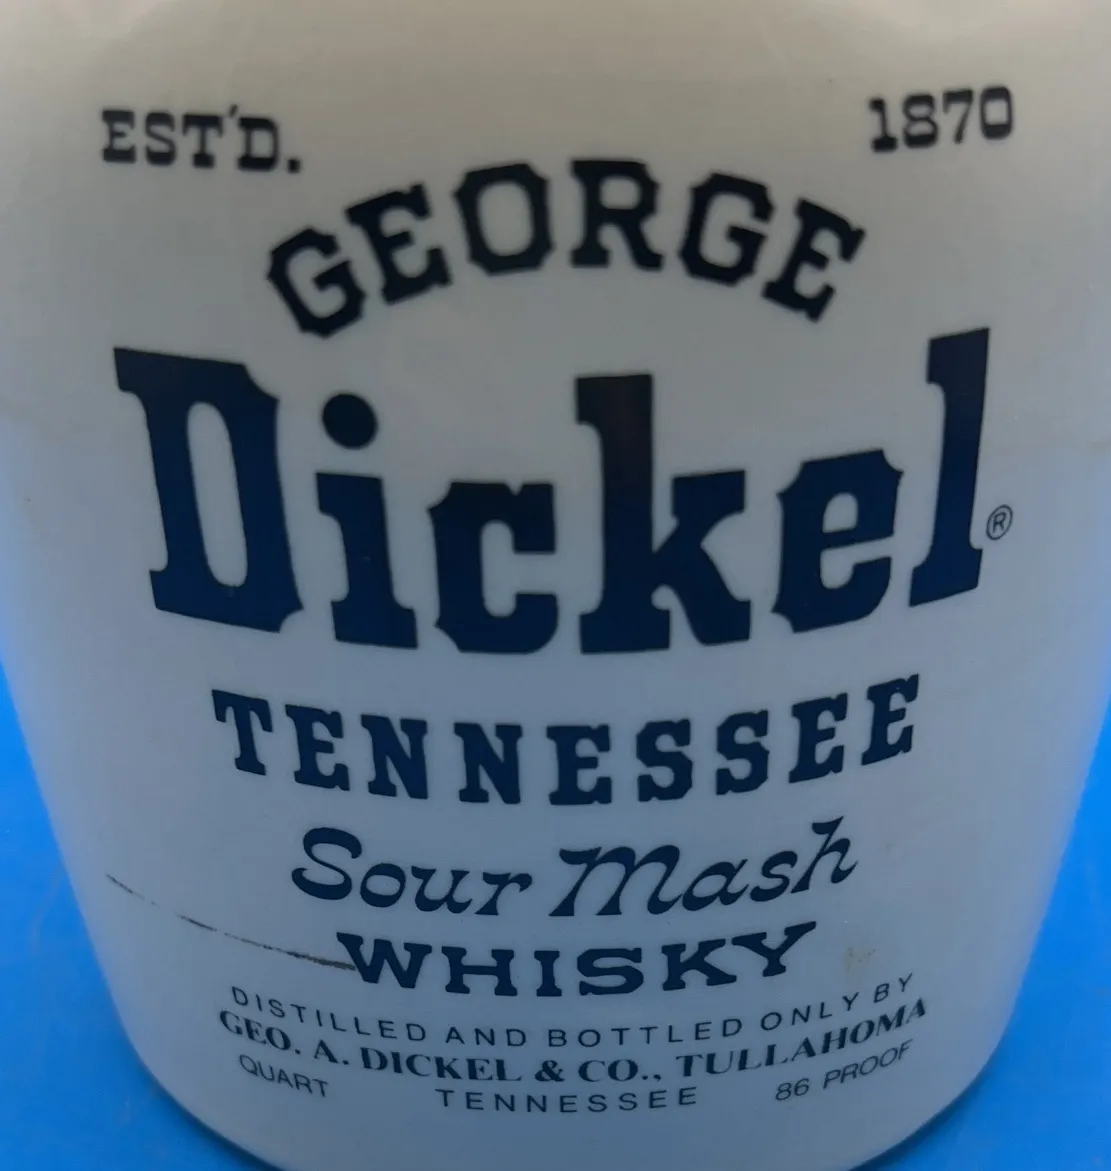 EST'D. 1870
GEORGE
Dickel®
TENNESSEE
Sour Mash
WHISKY
DISTILLED AND BOTTLED ONLY BY
GEO. A. DICKEL & CO., TULLAHOMA
QUART TENNESSEE 86 PROOF